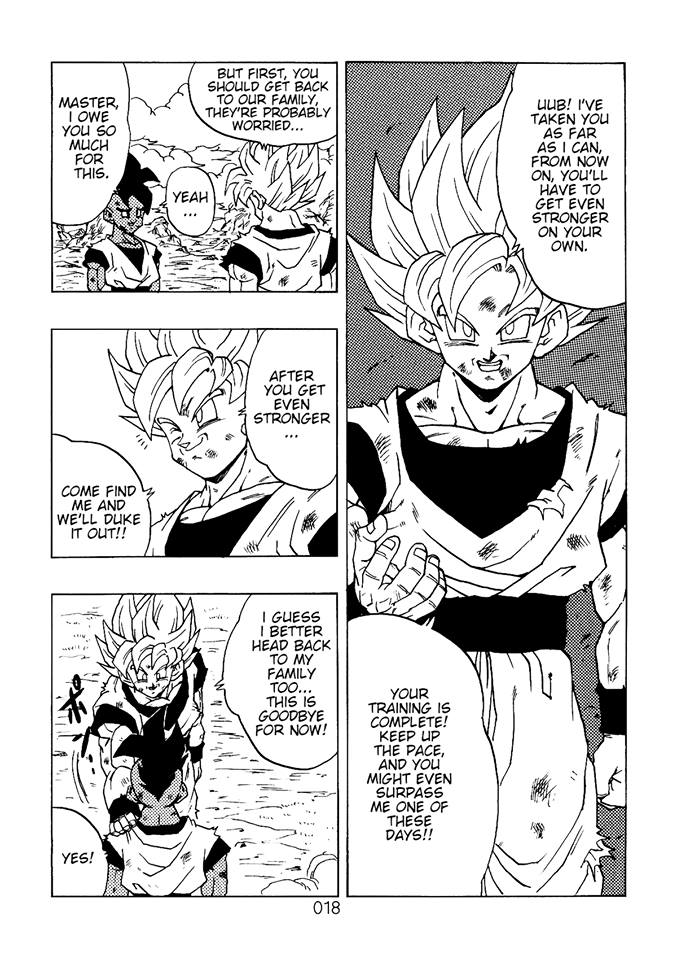 UUB! I'VE
TAKEN YOU
AS FAR
AS I CAN,
FROM NOW
ON, YOU'LL
HAVE TO
GET EVEN
STRONGER
ON YOUR
OWN.
YOUR
TRAINING IS
COMPLETE!
KEEP UP
THE PACE,
AND YOU
MIGHT EVEN
SURPASS
ME ONE OF
THESE
DAYS!!
BUT FIRST, YOU
SHOULD GET BACK
TO OUR FAMILY,
THEY'RE PROBABLY
WORRIED...
YEAH
...
MASTER,
I OWE
YOU SO
MUCH
FOR
THIS.
AFTER
YOU GET
EVEN
STRONGER
...
COME FIND
ME AND
WE'LL DUKE
IT OUT!!
I GUESS
I BETTER
HEAD BACK
TO MY
FAMILY
TOO...
THIS IS
GOODBYE
FOR NOW!
YES!
018